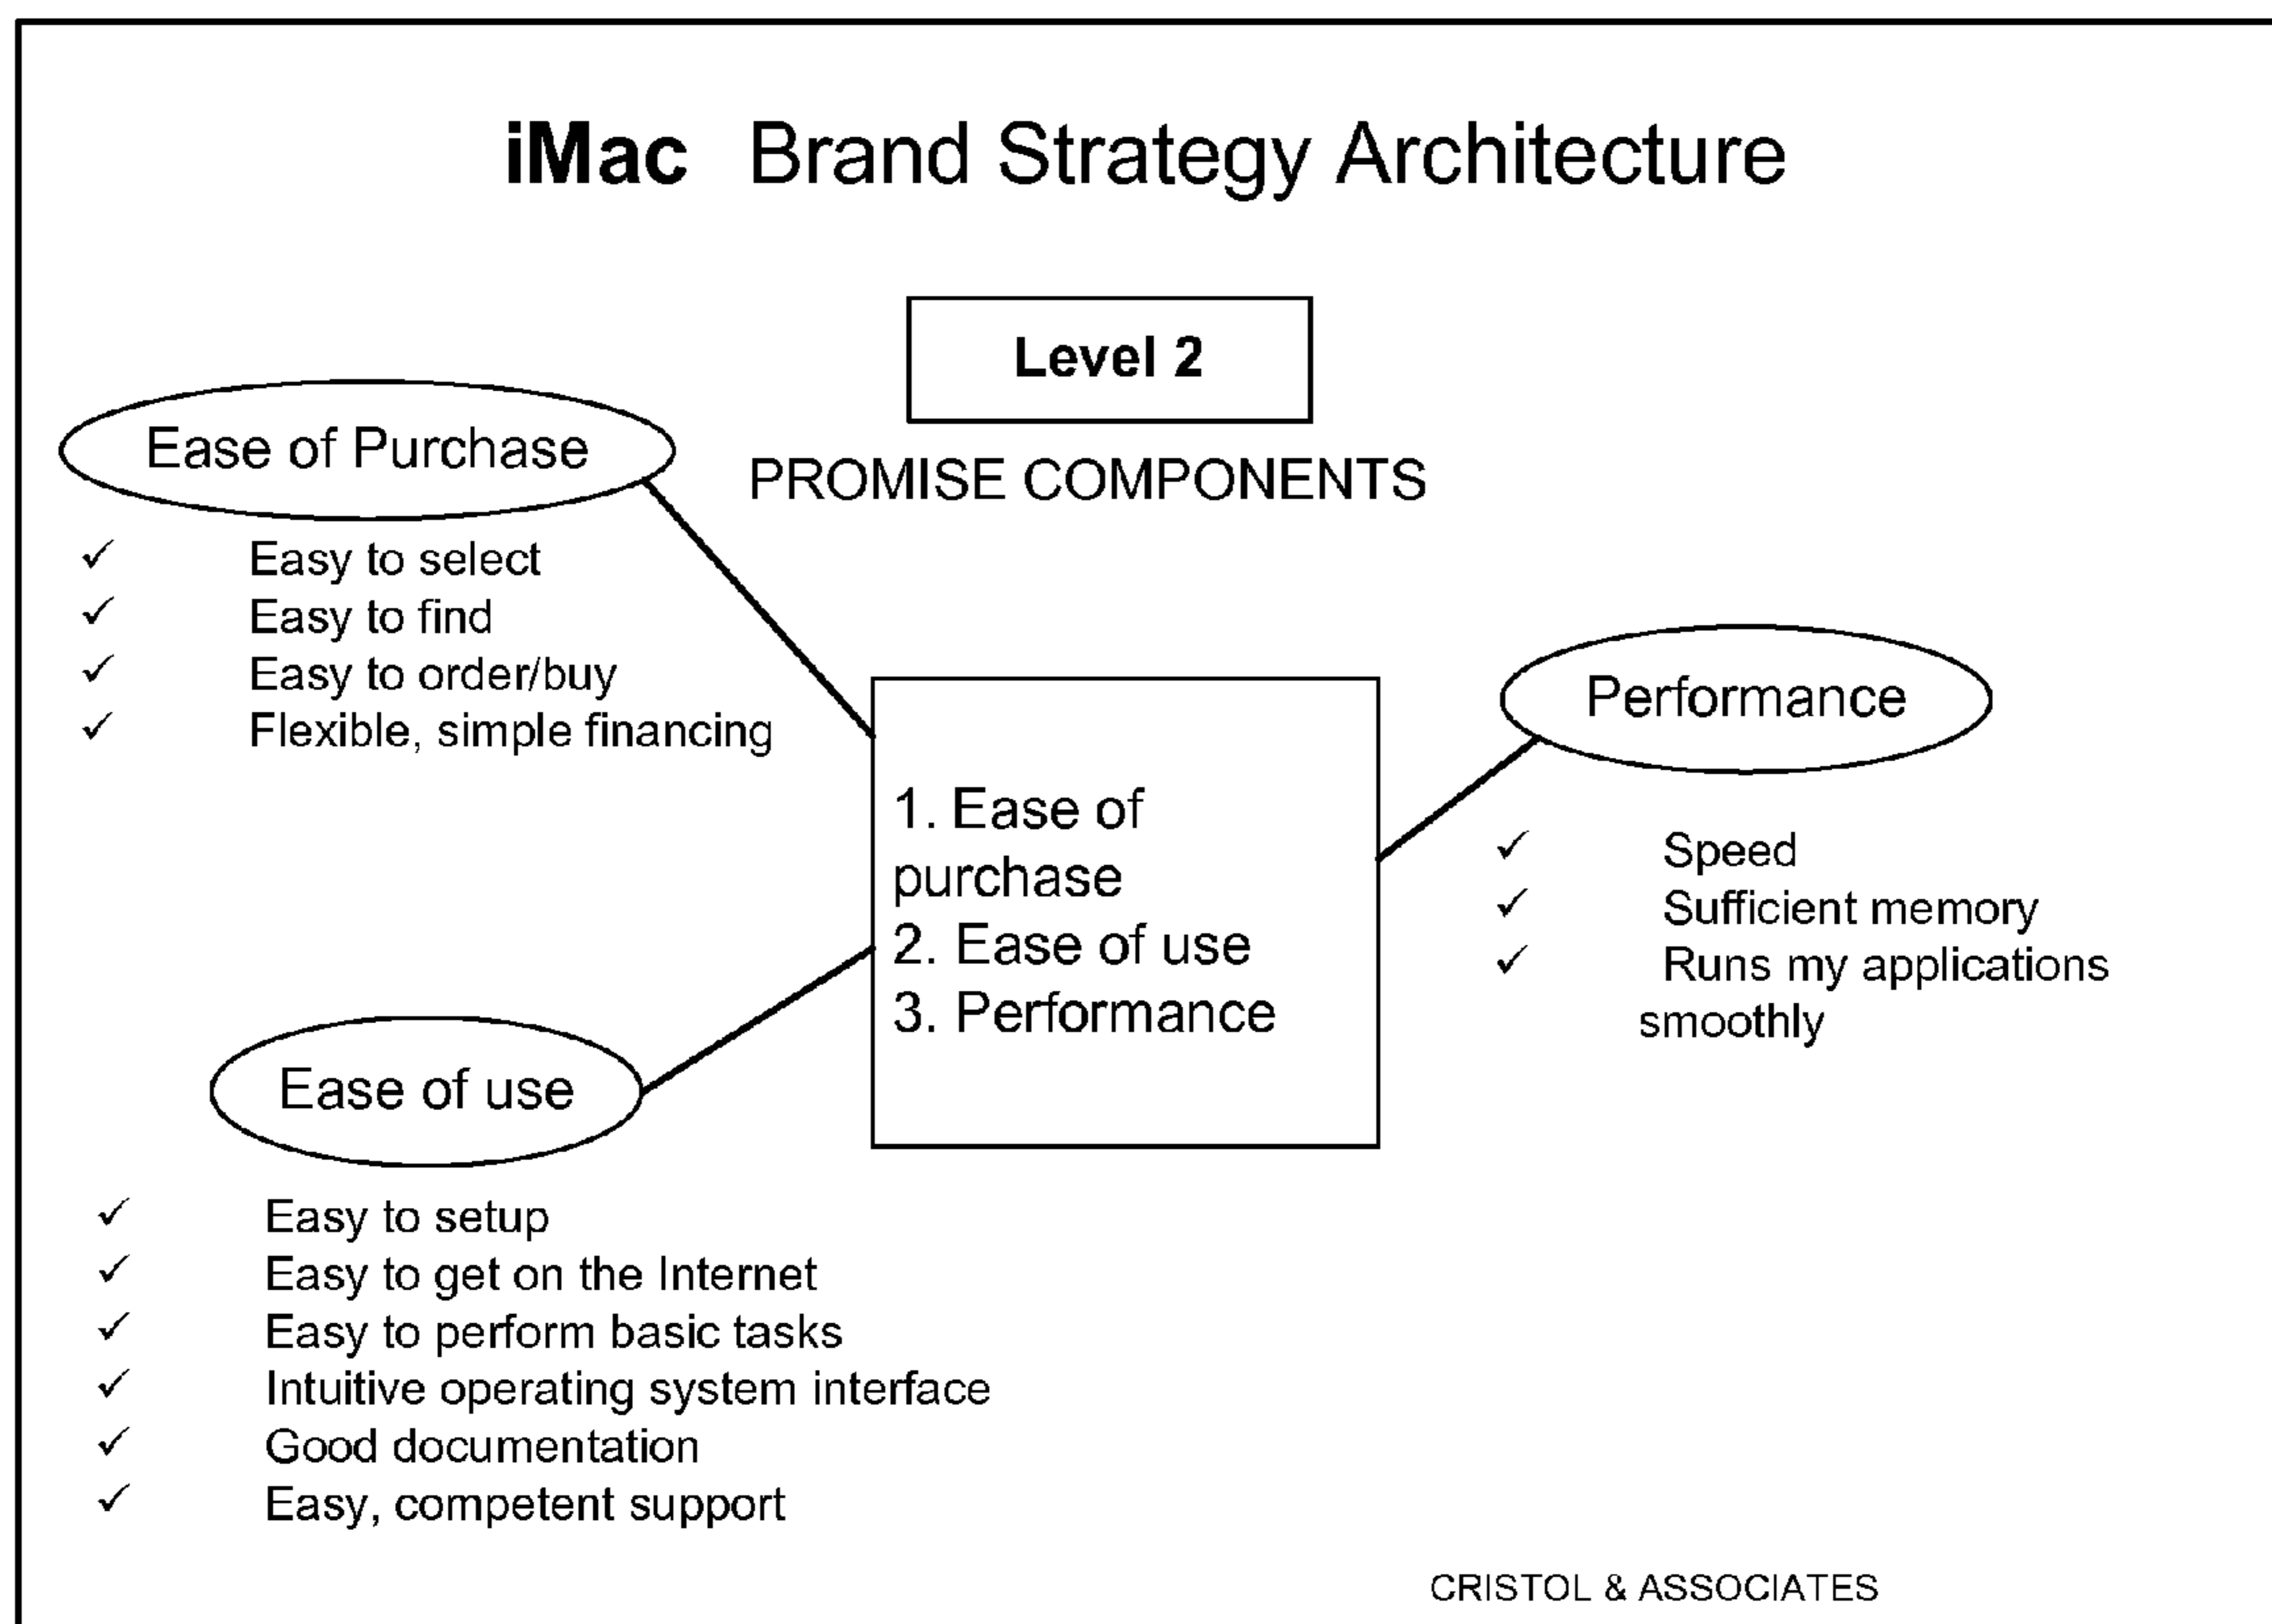 iMac Brand Strategy Architecture
Level 2
PROMISE COMPONENTS
Ease of Purchase
✓ Easy to select
✓ Easy to find
✓ Easy to order/buy
✓ Flexible, simple financing
1. Ease of
purchase
2. Ease of use
3. Performance
Performance
✓ Speed
✓ Sufficient memory
✓ Runs my applications
smoothly
Ease of use
✓ Easy to setup
✓ Easy to get on the Internet
✓ Easy to perform basic tasks
✓ Intuitive operating system interface
✓ Good documentation
✓ Easy, competent support
CRISTOL & ASSOCIATES